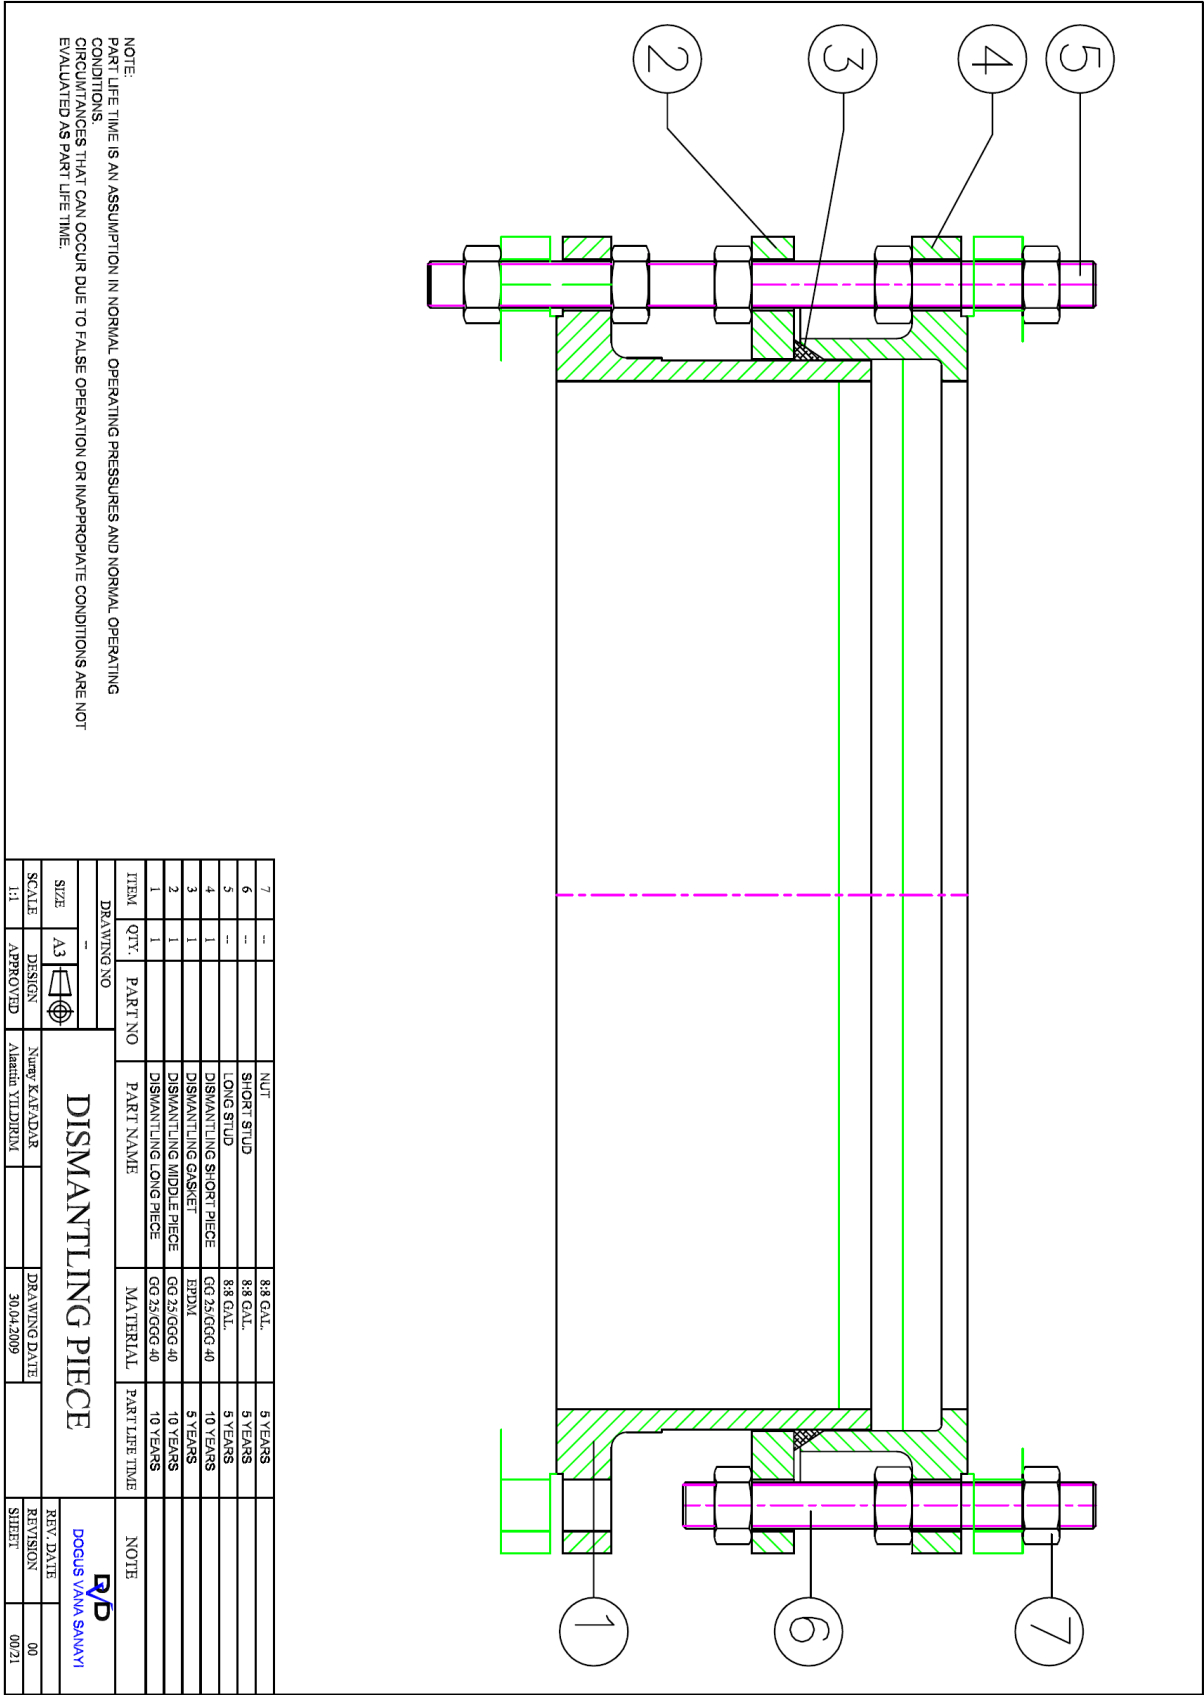 5
4
3
2
7
6
1
NOTE:
PART LIFE TIME IS AN ASSUMPTION IN NORMAL OPERATING PRESSURES AND NORMAL OPERATING
CONDITIONS.
CIRCUMTANCES THAT CAN OCCUR DUE TO FALSE OPERATION OR INAPPROPIATE CONDITIONS ARE NOT
EVALUATED AS PART LIFE TIME.
7 -- NUT 8:8 GAL. 5 YEARS
6 -- SHORT STUD 8:8 GAL. 5 YEARS
5 -- LONG STUD 8:8 GAL. 5 YEARS
4 1 DISMANTLING SHORT PIECE GG 25/GGG 40 10 YEARS
3 1 DISMANTLING GASKET EPDM 5 YEARS
2 1 DISMANTLING MIDDLE PIECE GG 25/GGG 40 10 YEARS
1 1 DISMANTLING LONG PIECE GG 25/GGG 40 10 YEARS
ITEM QTY. PART NO PART NAME MATERIAL PART LIFE TIME NOTE
DRAWING NO
--
DISMANTLING PIECE
DVD
DOGUS VANA SANAYI
SIZE A3
REV. DATE
SCALE DESIGN Nuray KAFADAR DRAWING DATE REVISION 00
1:1 APPROVED Alaattin YILDIRIM 30.04.2009 SHEET 00/21